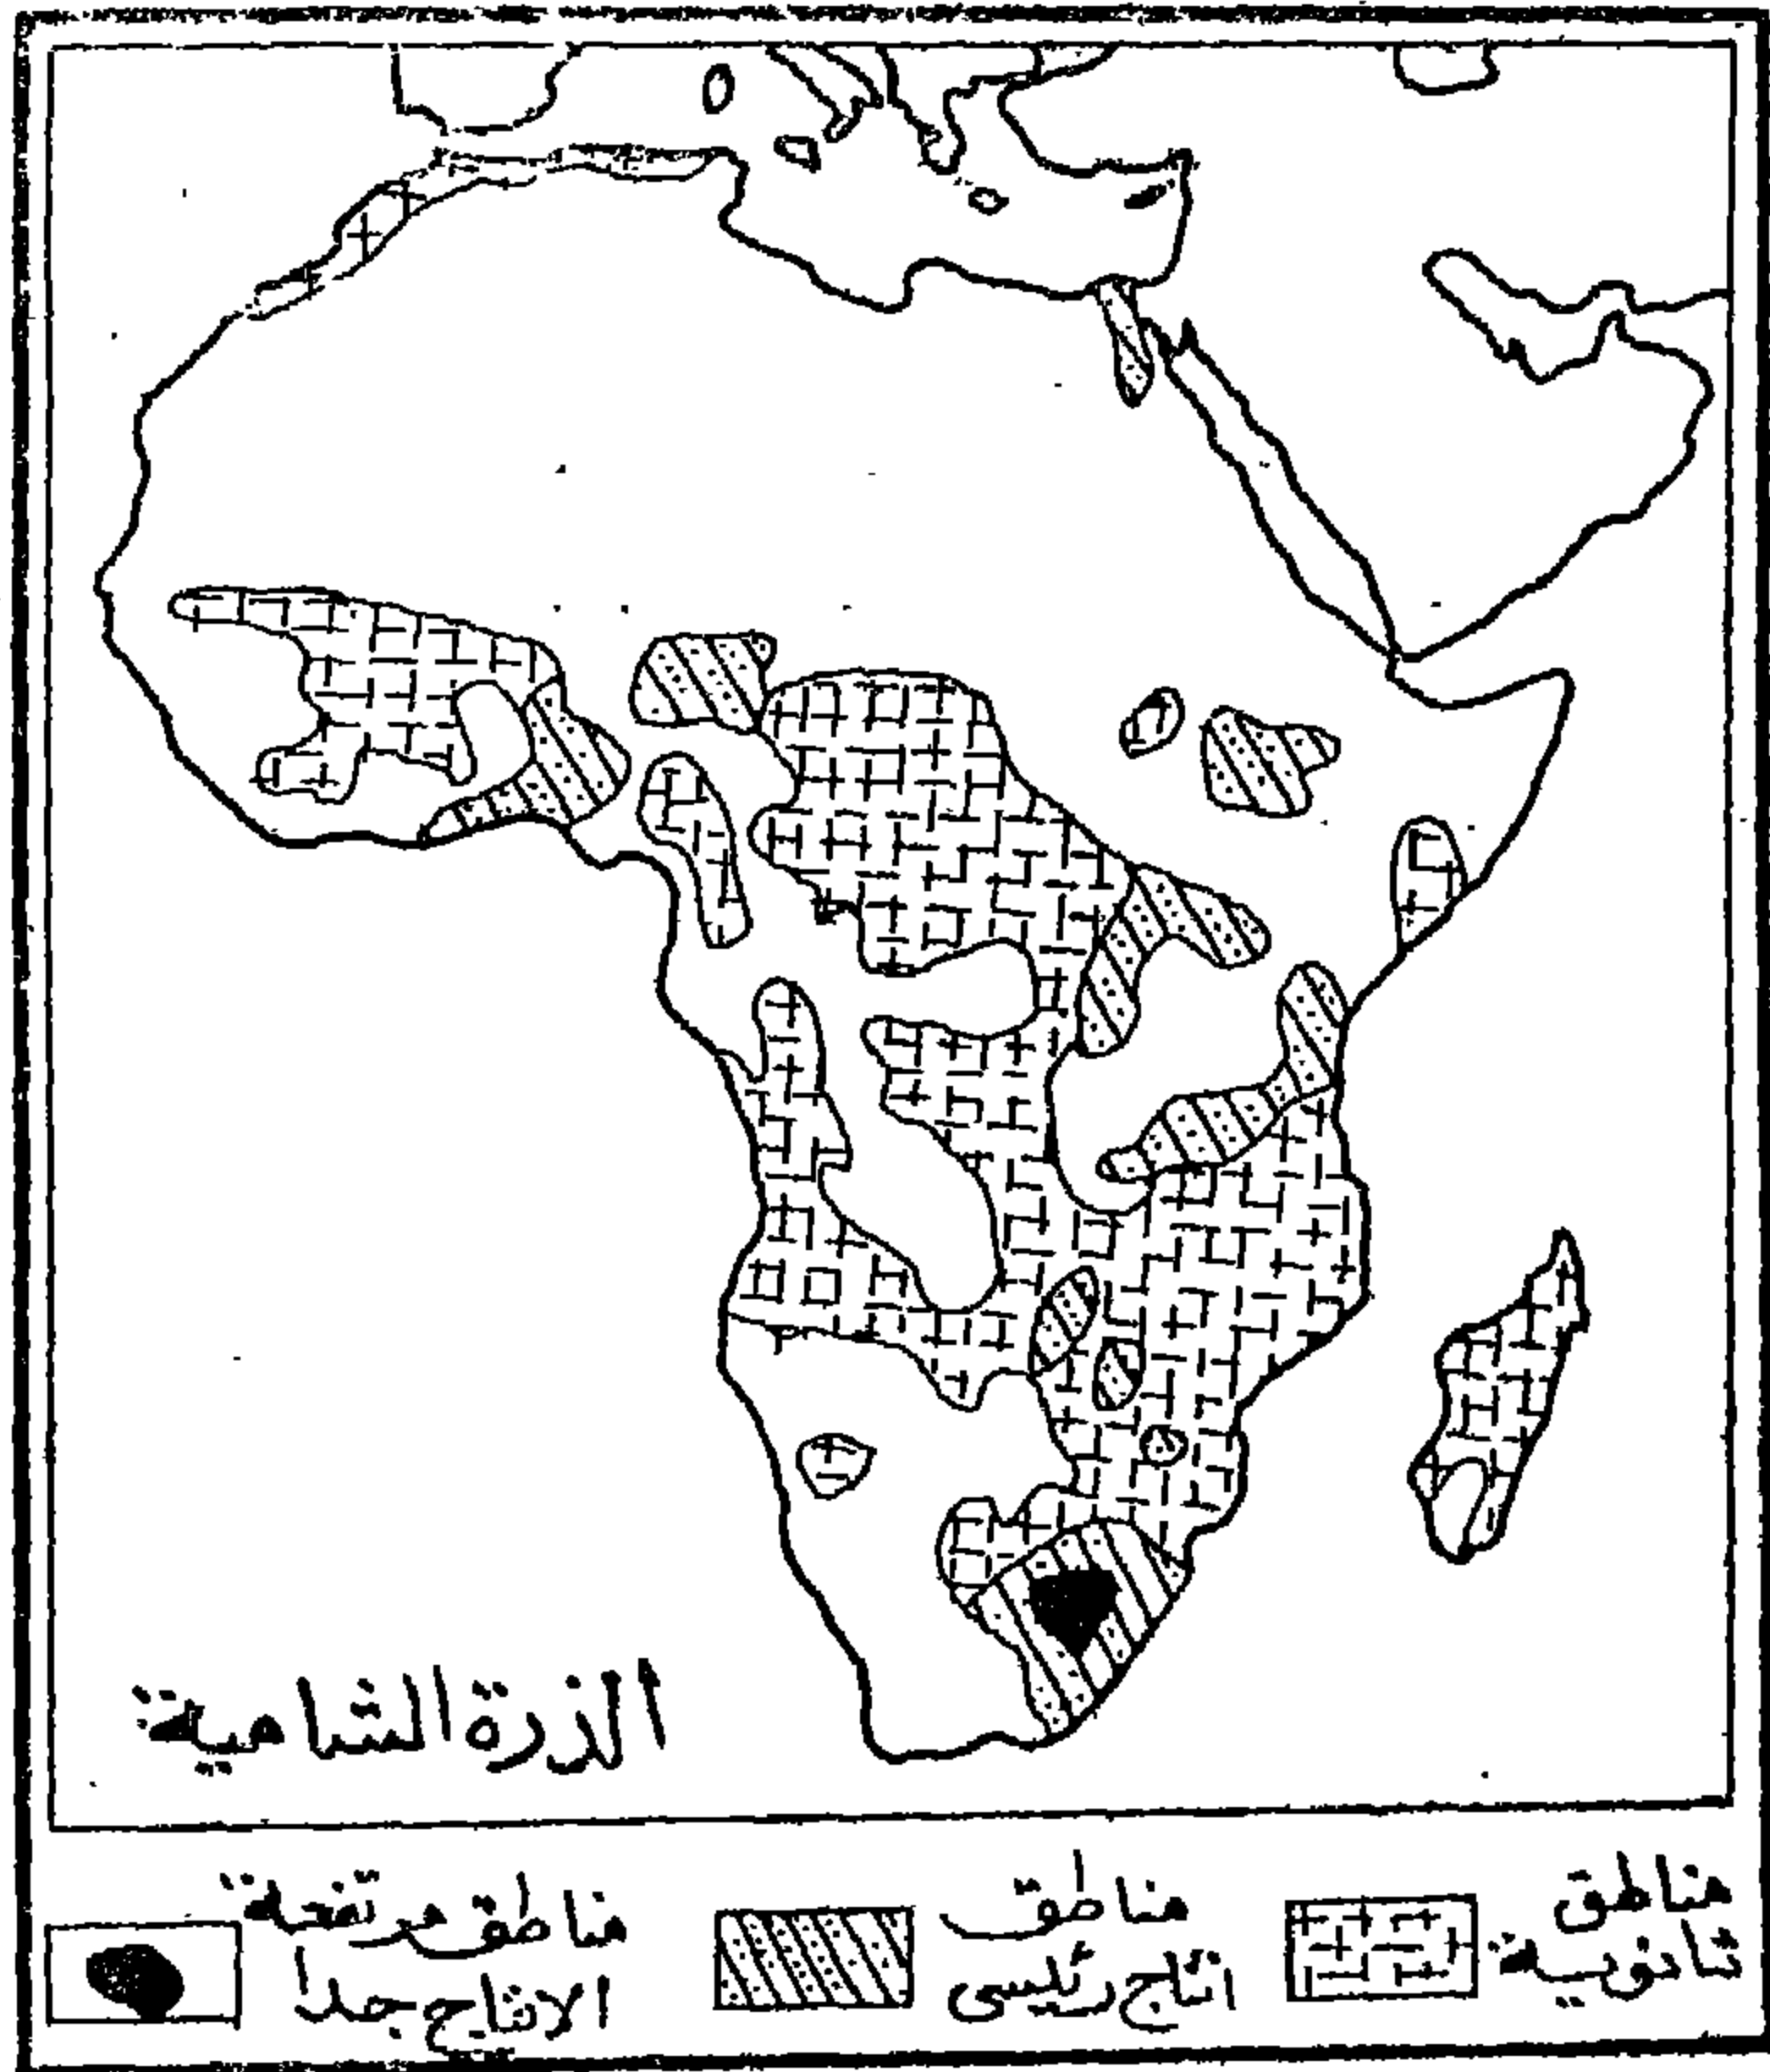 الذرة الشامية
مناطق
ثانوية
مناطق
انتاج رئيسى
مناطق مرتفعة
الانتاج جدا